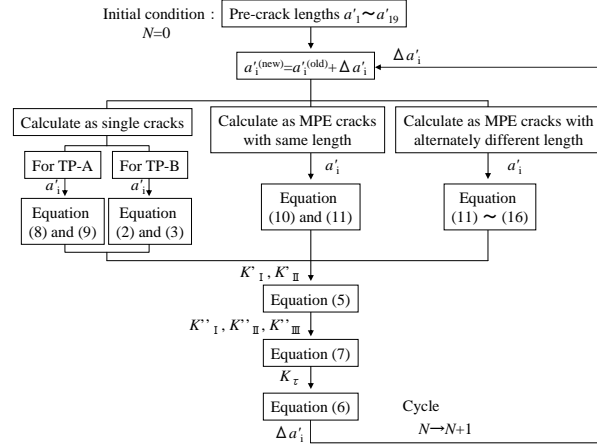 Initial condition :
N=0
Pre-crack lengths a'₁～a'₁₉
a'ᵢ⁽ⁿᵉʷ⁾=a'ᵢ⁽ᵒˡᵈ⁾+Δa'ᵢ
Δa'ᵢ
Calculate as single cracks
Calculate as MPE cracks
with same length
Calculate as MPE cracks with
alternately different length
For TP-A
For TP-B
a'ᵢ
a'ᵢ
a'ᵢ
a'ᵢ
Equation
(8) and (9)
Equation
(2) and (3)
Equation
(10) and (11)
Equation
(11) ～ (16)
K'Ⅰ, K'Ⅱ
Equation (5)
K''Ⅰ, K''Ⅱ, K''Ⅲ
Equation (7)
K_τ
Equation (6)
Δa'ᵢ
Cycle
N→N+1